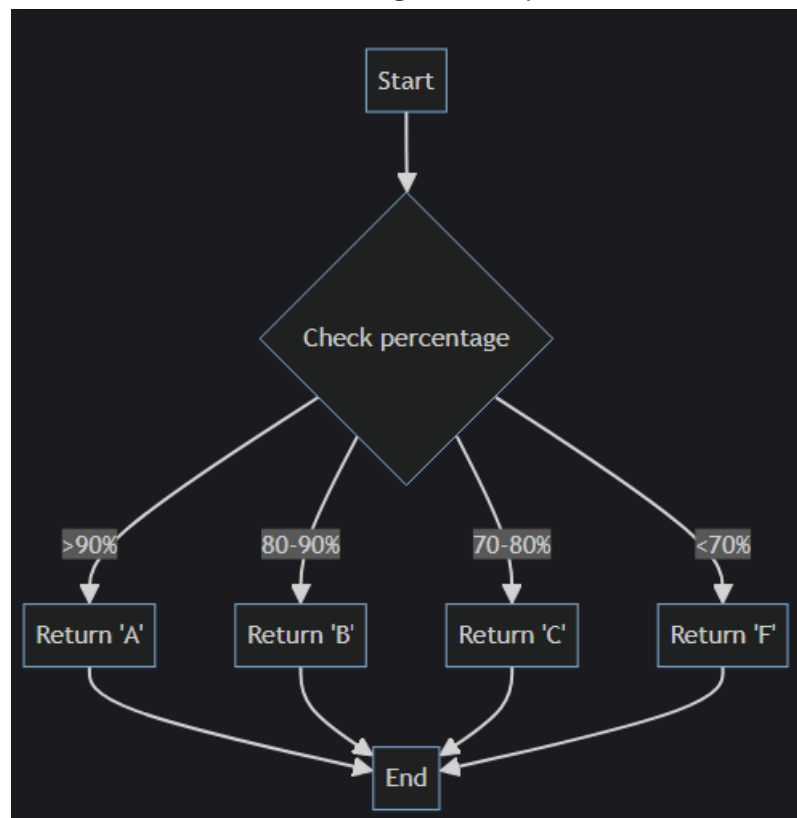 Start
Check percentage
>90%
80-90%
70-80%
<70%
Return 'A'
Return 'B'
Return 'C'
Return 'F'
End